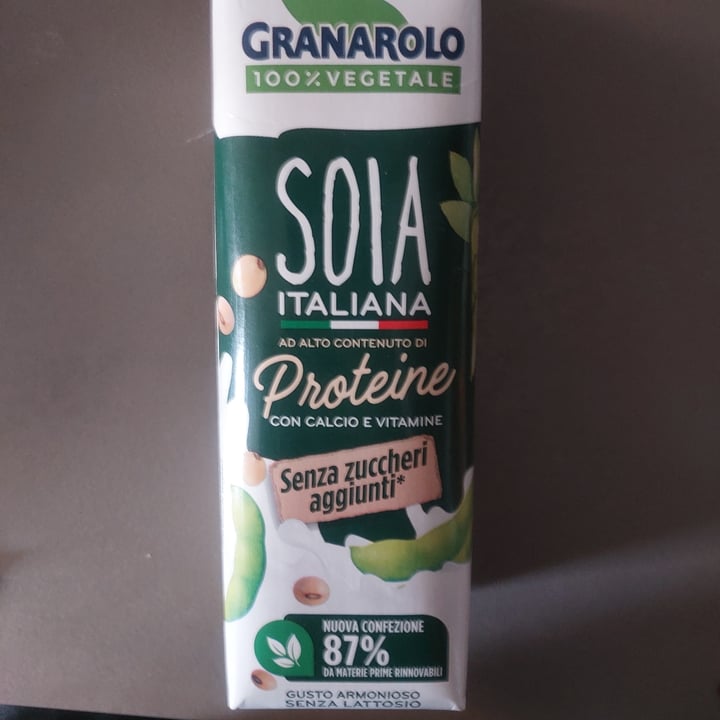 GRANAROLO
100% VEGETALE
SOIA
ITALIANA
AD ALTO CONTENUTO DI
Proteine
CON CALCIO E VITAMINE
Senza zuccheri
aggiunti*
NUOVA CONFEZIONE
87%
DA MATERIE PRIME RINNOVABILI
GUSTO ARMONIOSO
SENZA LATTOSIO